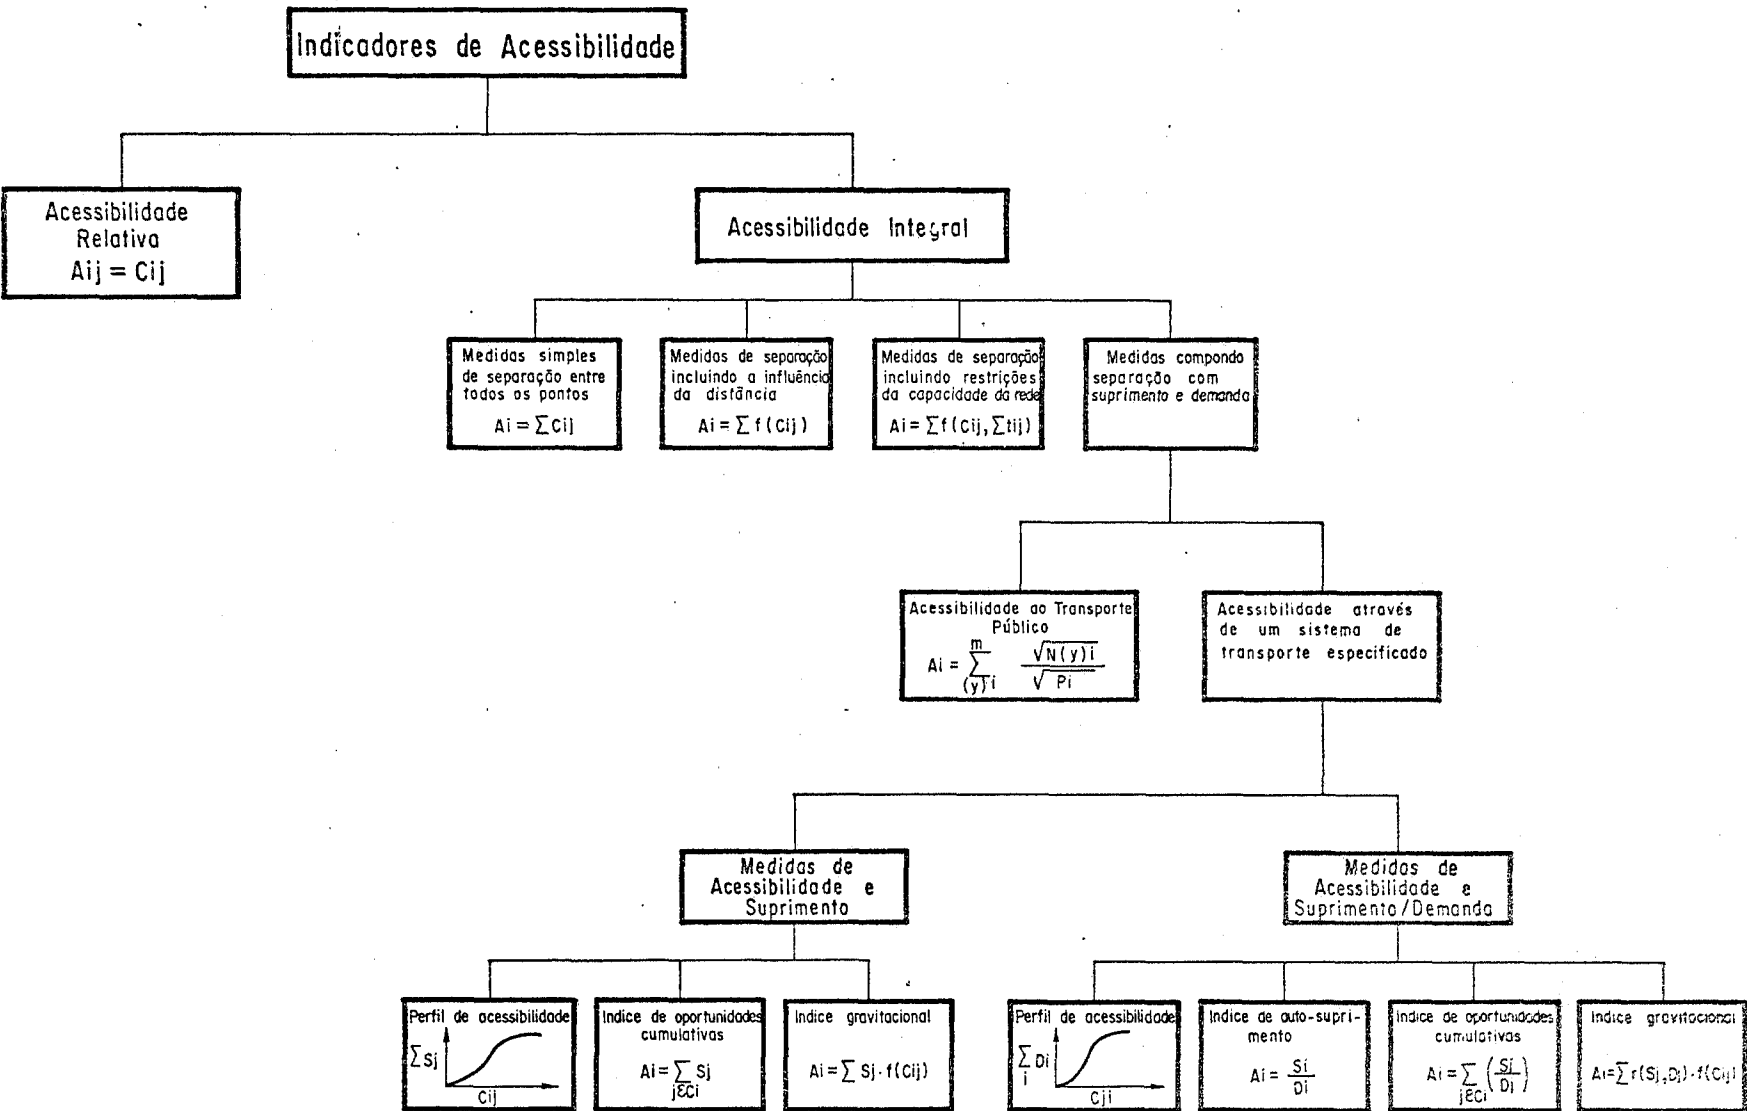 Indicadores de Acessibilidade
Acessibilidade
Relativa
Aij = Cij
Acessibilidade Integral
Medidas simples
de separação entre
todos os pontos
Ai = ∑Cij
Medidas de separação
incluindo a influência
da distância
Ai = ∑ f (Cij)
Medidas de separação
incluindo restrições
da capacidade da rede
Ai = ∑f (Cij, ∑tij)
Medidas compondo
separação com
suprimento e demanda
Acessibilidade ao Transporte
Público
m
Ai = ∑ √N(y)i / √Pi
(y) i
Acessibilidade através
de um sistema de
transporte especificado
Medidas de
Acessibilidade e
Suprimento
Medidas de
Acessibilidade e
Suprimento/Demanda
Perfil de acessibilidade
∑Sj
Cij
Indice de oportunidades
cumulativas
Ai = ∑ Sj
jƐCi
Indice gravitacional
Ai = ∑ Sj · f(Cij)
Perfil de acessibilidade
∑ Di
i
Cji
Indice de auto-supri-
mento
Ai = Si / Di
Indice de oportunidades
cumulativas
Ai = ∑ (Sj / Dj)
jƐCi
Indice gravitacional
Ai=∑r(Sj,Dj)·f(Cij)